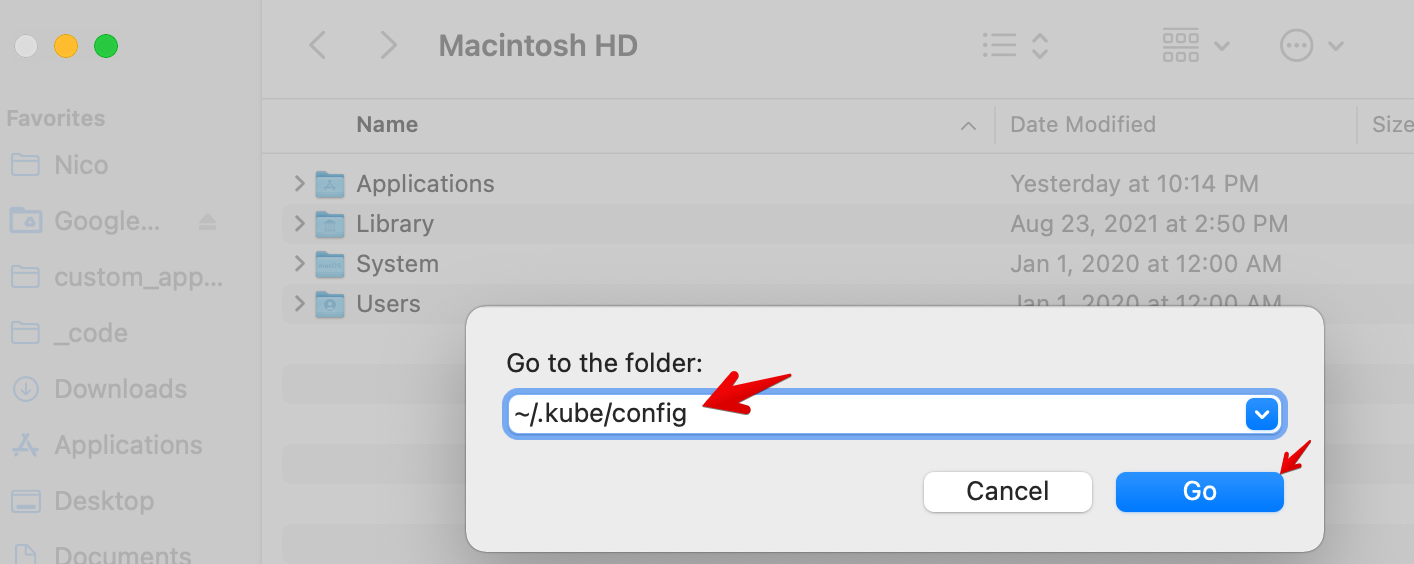 Macintosh HD
Favorites
Nico
Google...
custom_app...
_code
Downloads
Applications
Desktop
Documents
Name
Date Modified
Size
Applications
Yesterday at 10:14 PM
Library
Aug 23, 2021 at 2:50 PM
System
Jan 1, 2020 at 12:00 AM
Users
Jan 1, 2020 at 12:00 AM
Go to the folder:
~/.kube/config
Cancel
Go